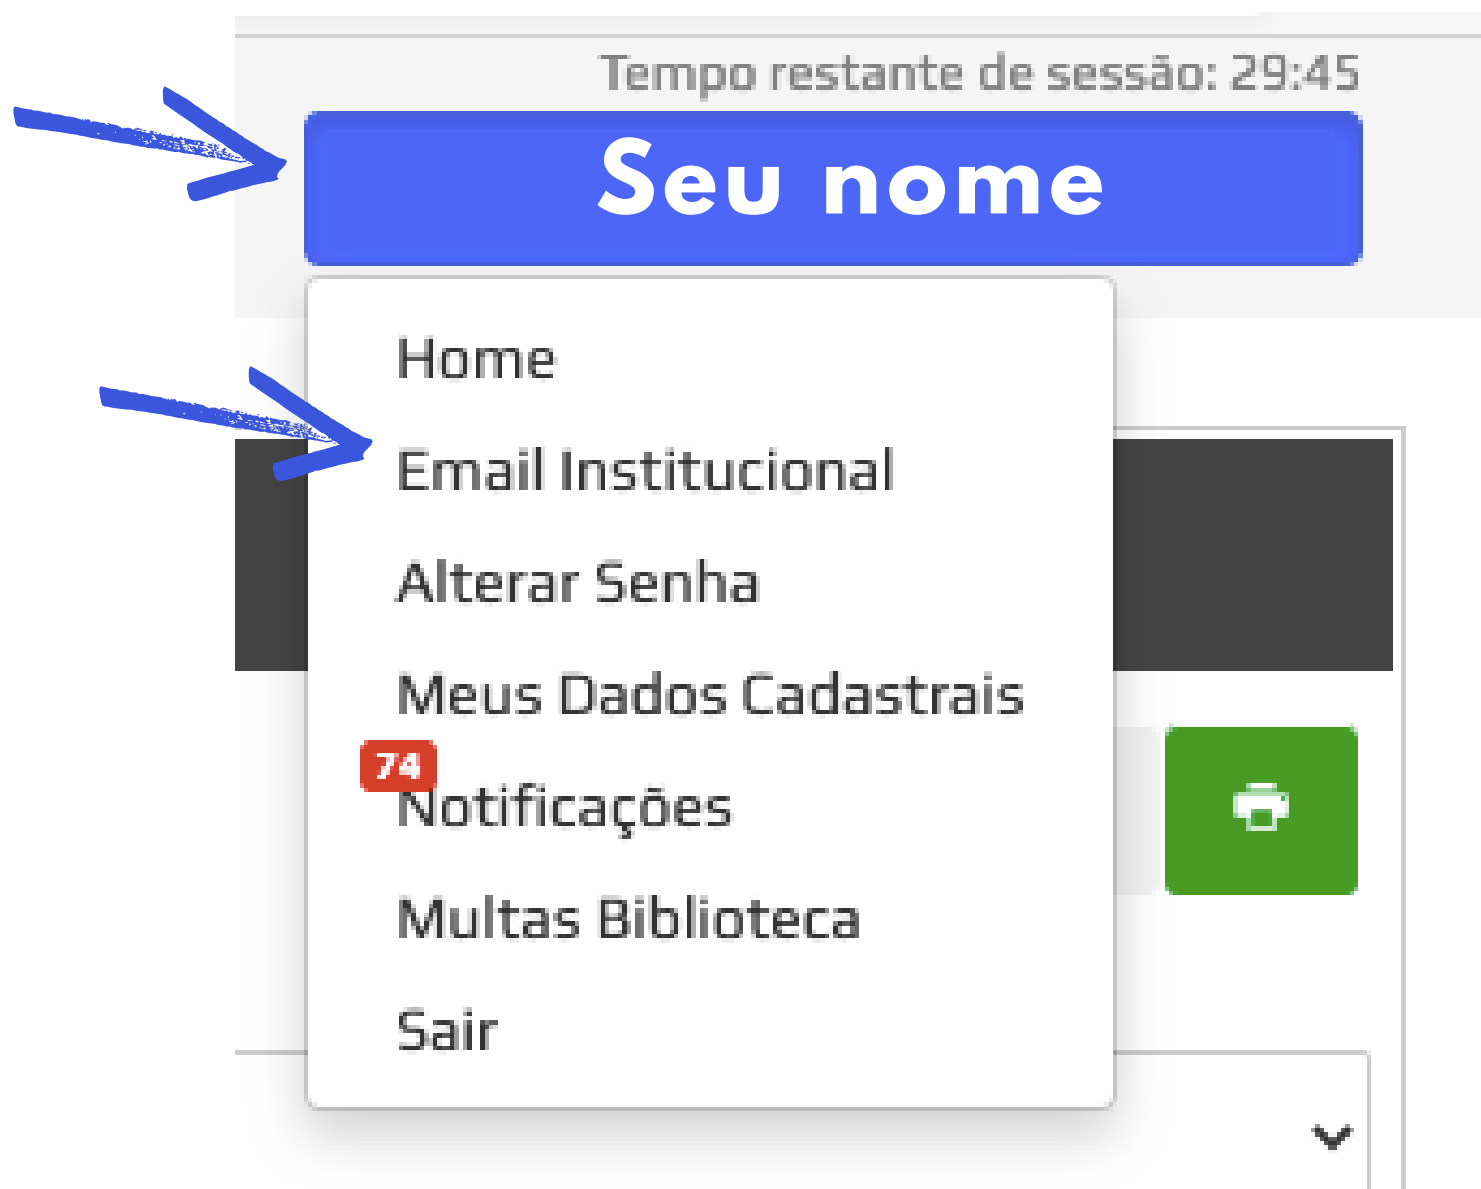 Tempo restante de sessão: 29:45
Seu nome
Home
Email Institucional
Alterar Senha
Meus Dados Cadastrais
74
Notificações
Multas Biblioteca
Sair